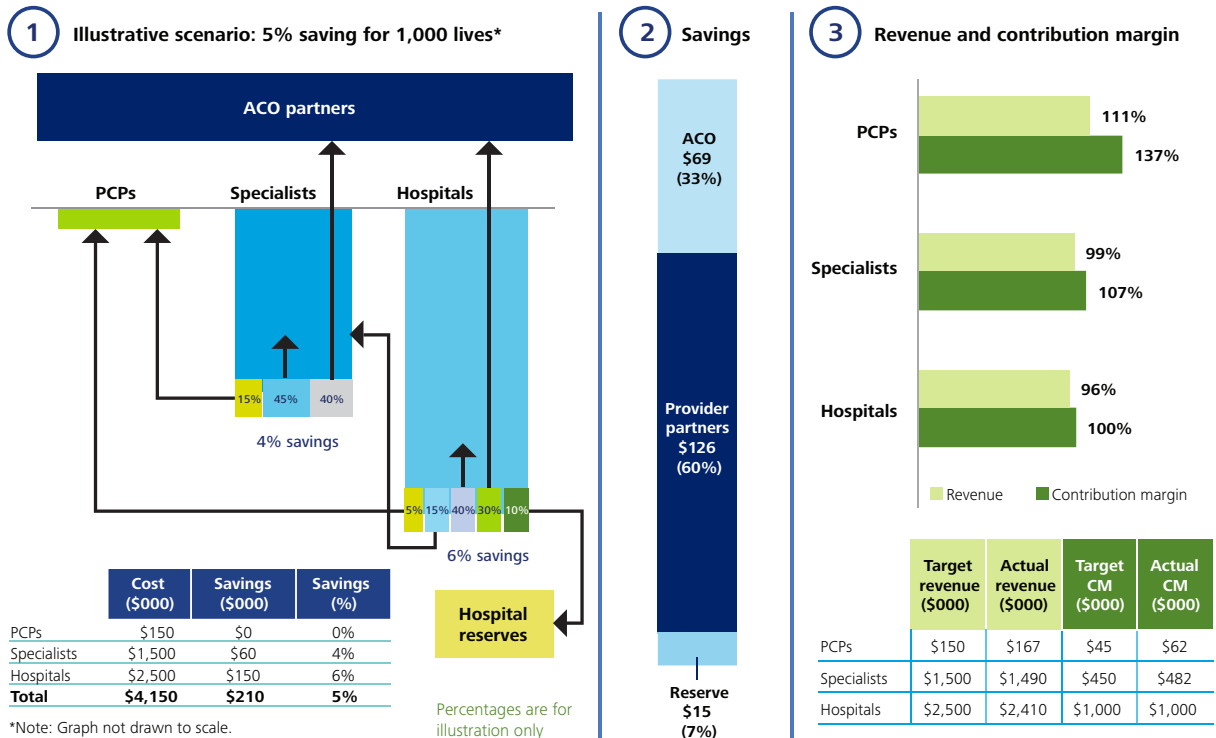 1 Illustrative scenario: 5% saving for 1,000 lives*
ACO partners
PCPs Specialists Hospitals
15% 45% 40%
4% savings
5% 15% 40% 30% 10%
6% savings
Hospital
reserves
Cost
($000)
Savings
($000)
Savings
(%)
PCPs $150 $0 0%
Specialists $1,500 $60 4%
Hospitals $2,500 $150 6%
Total $4,150 $210 5%
*Note: Graph not drawn to scale.
Percentages are for
illustration only
2 Savings
ACO
$69
(33%)
Provider
partners
$126
(60%)
Reserve
$15
(7%)
3 Revenue and contribution margin
PCPs
111%
137%
Specialists
99%
107%
Hospitals
96%
100%
Revenue Contribution margin
Target
revenue
($000)
Actual
revenue
($000)
Target
CM
($000)
Actual
CM
($000)
PCPs $150 $167 $45 $62
Specialists $1,500 $1,490 $450 $482
Hospitals $2,500 $2,410 $1,000 $1,000